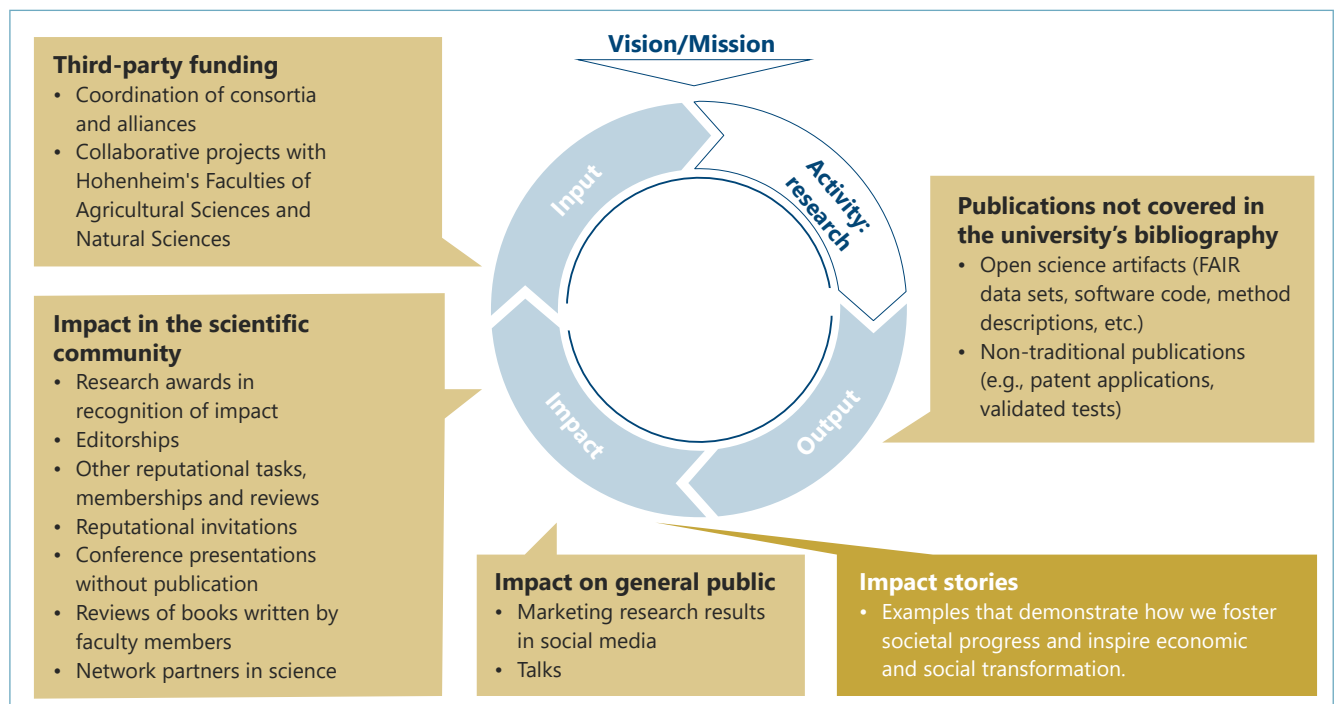 Vision/Mission
Third-party funding
• Coordination of consortia
and alliances
• Collaborative projects with
Hohenheim's Faculties of
Agricultural Sciences and
Natural Sciences
Input
Activity:
research
Publications not covered in
the university’s bibliography
• Open science artifacts (FAIR
data sets, software code, method
descriptions, etc.)
• Non-traditional publications
(e.g., patent applications,
validated tests)
Impact in the scientific
community
• Research awards in
recognition of impact
• Editorships
• Other reputational tasks,
memberships and reviews
• Reputational invitations
• Conference presentations
without publication
• Reviews of books written by
faculty members
• Network partners in science
Impact
Output
Impact on general public
• Marketing research results
in social media
• Talks
Impact stories
• Examples that demonstrate how we foster
societal progress and inspire economic
and social transformation.